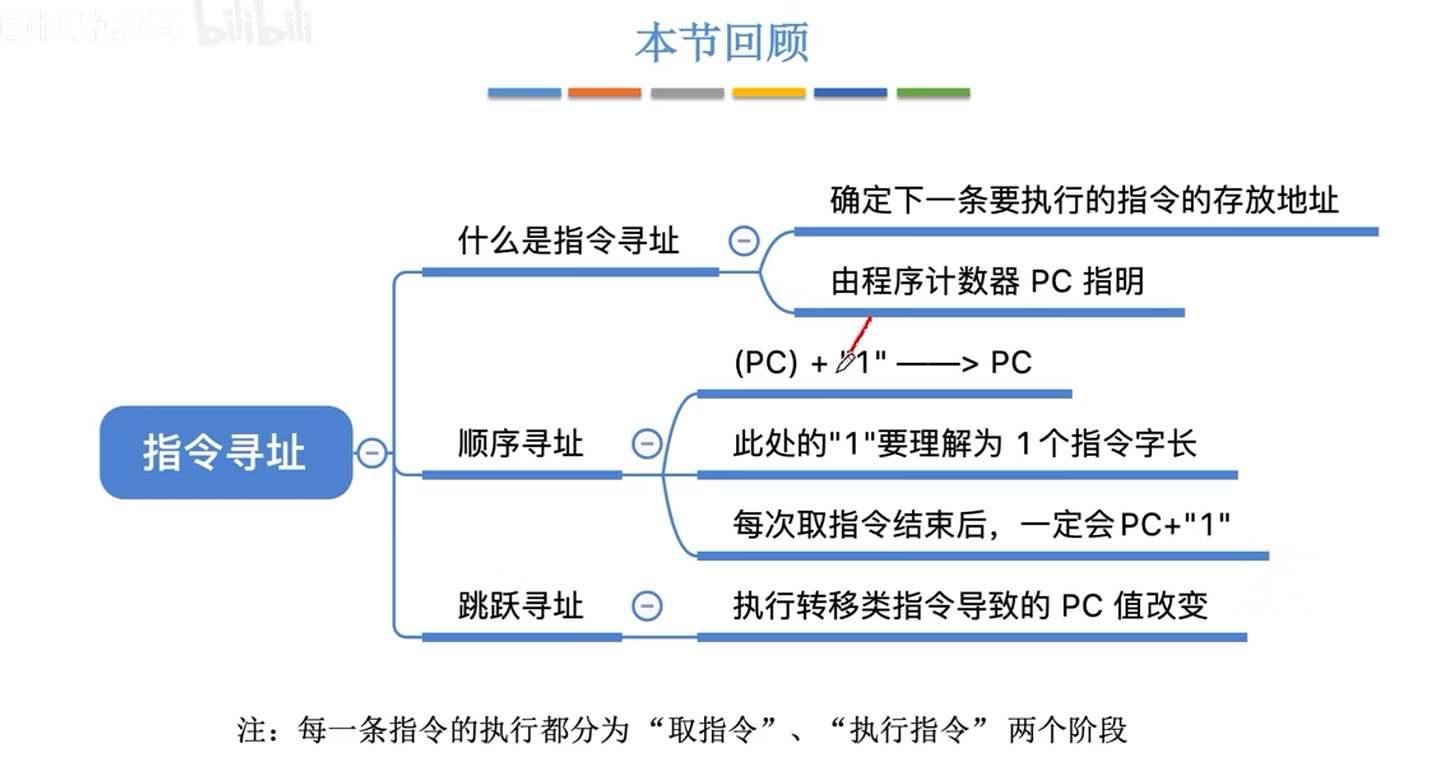 bilibili
本节回顾
确定下一条要执行的指令的存放地址
什么是指令寻址
由程序计数器 PC 指明
(PC) + "1" ——> PC
指令寻址
顺序寻址
此处的"1"要理解为 1个指令字长
每次取指令结束后，一定会PC+"1"
跳跃寻址
执行转移类指令导致的 PC 值改变
注：每一条指令的执行都分为“取指令”、“执行指令” 两个阶段